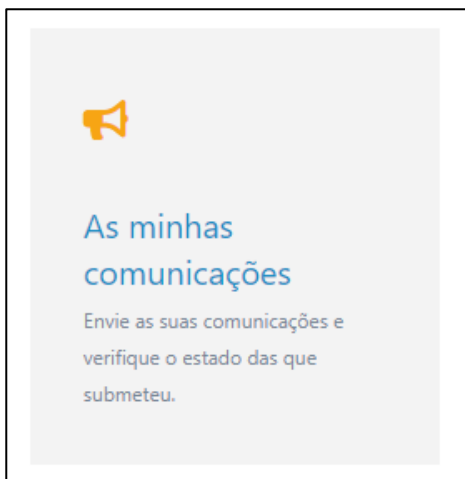 As minhas
comunicações
Envie as suas comunicações e
verifique o estado das que
submeteu.